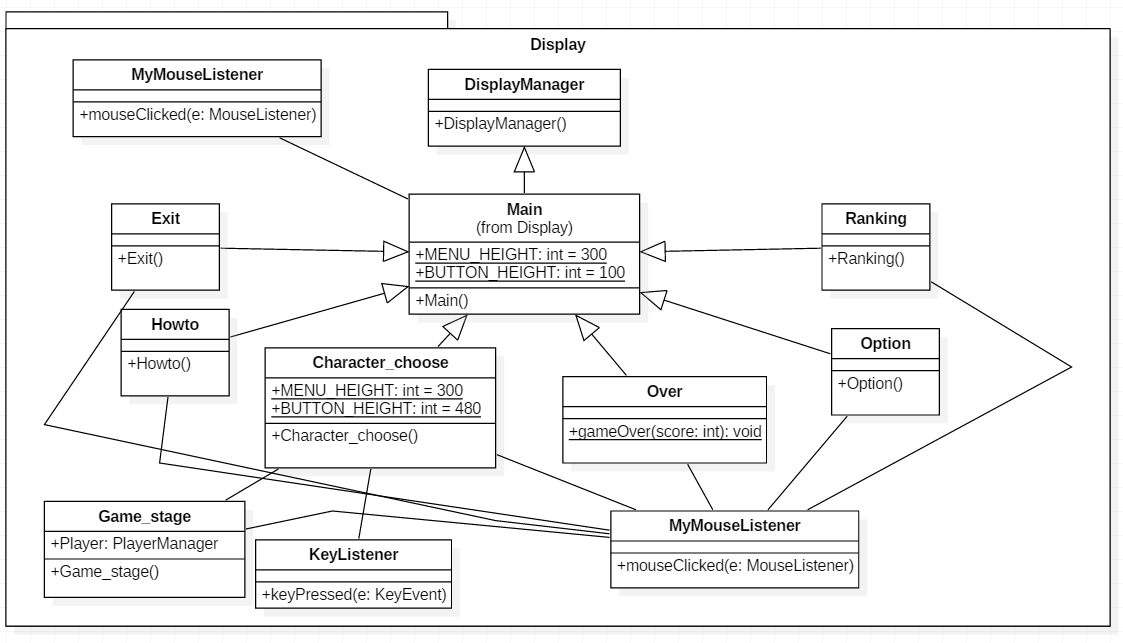 Display
MyMouseListener
+mouseClicked(e: MouseListener)
DisplayManager
+DisplayManager()
Main
(from Display)
+MENU_HEIGHT: int = 300
+BUTTON_HEIGHT: int = 100
+Main()
Exit
+Exit()
Ranking
+Ranking()
Howto
+Howto()
Character_choose
+MENU_HEIGHT: int = 300
+BUTTON_HEIGHT: int = 480
+Character_choose()
Over
+gameOver(score: int): void
Option
+Option()
Game_stage
+Player: PlayerManager
+Game_stage()
KeyListener
+keyPressed(e: KeyEvent)
MyMouseListener
+mouseClicked(e: MouseListener)